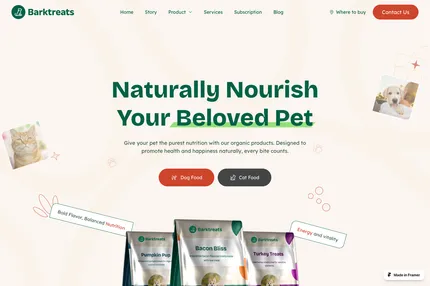 Barktreats
Home Story Product Services Subscription Blog
Where to buy
Contact Us
Naturally Nourish
Your Beloved Pet
Give your pet the purest nutrition with our organic products. Designed to
promote health and happiness naturally, every bite counts.
Dog Food
Cat Food
Bold Flavor, Balanced Nutrition
Energy and vitality
Barktreats
Pumpkin Pup
Barktreats
Bacon Bliss
Barktreats
Turkey Treats
Made in Framer